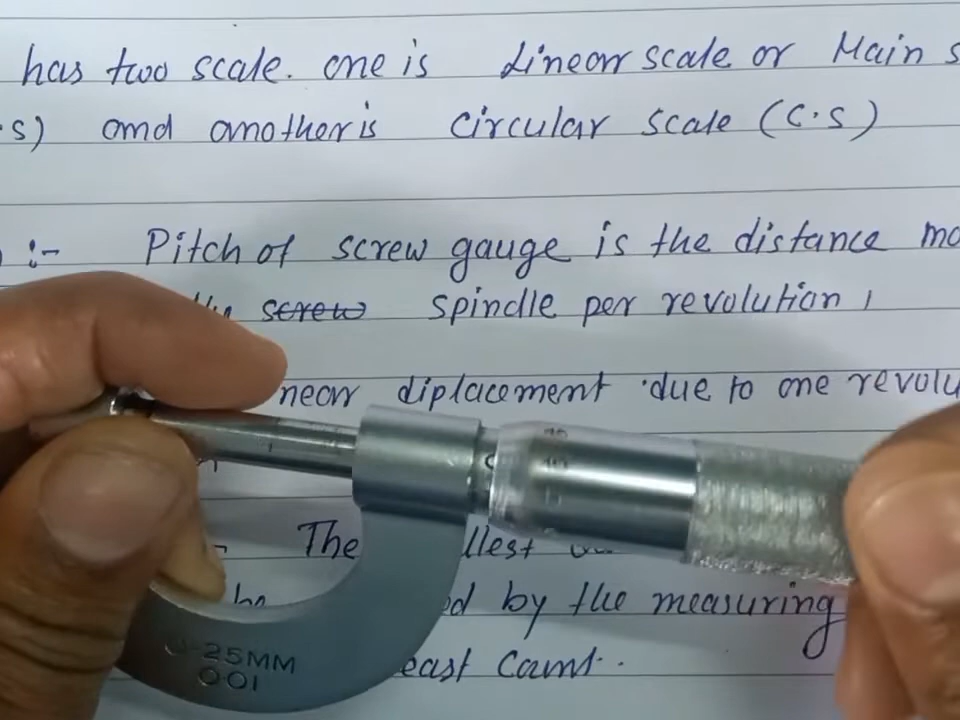 has two scale. one is Linear scale or Main s
.s) and another is circular scale (C.S)
:- Pitch of screw gauge is the distance mo
screw spindle per revolution,
near diplacement due to one revolu
The llest
be d by the measuring
east Count..
0-25MM
001